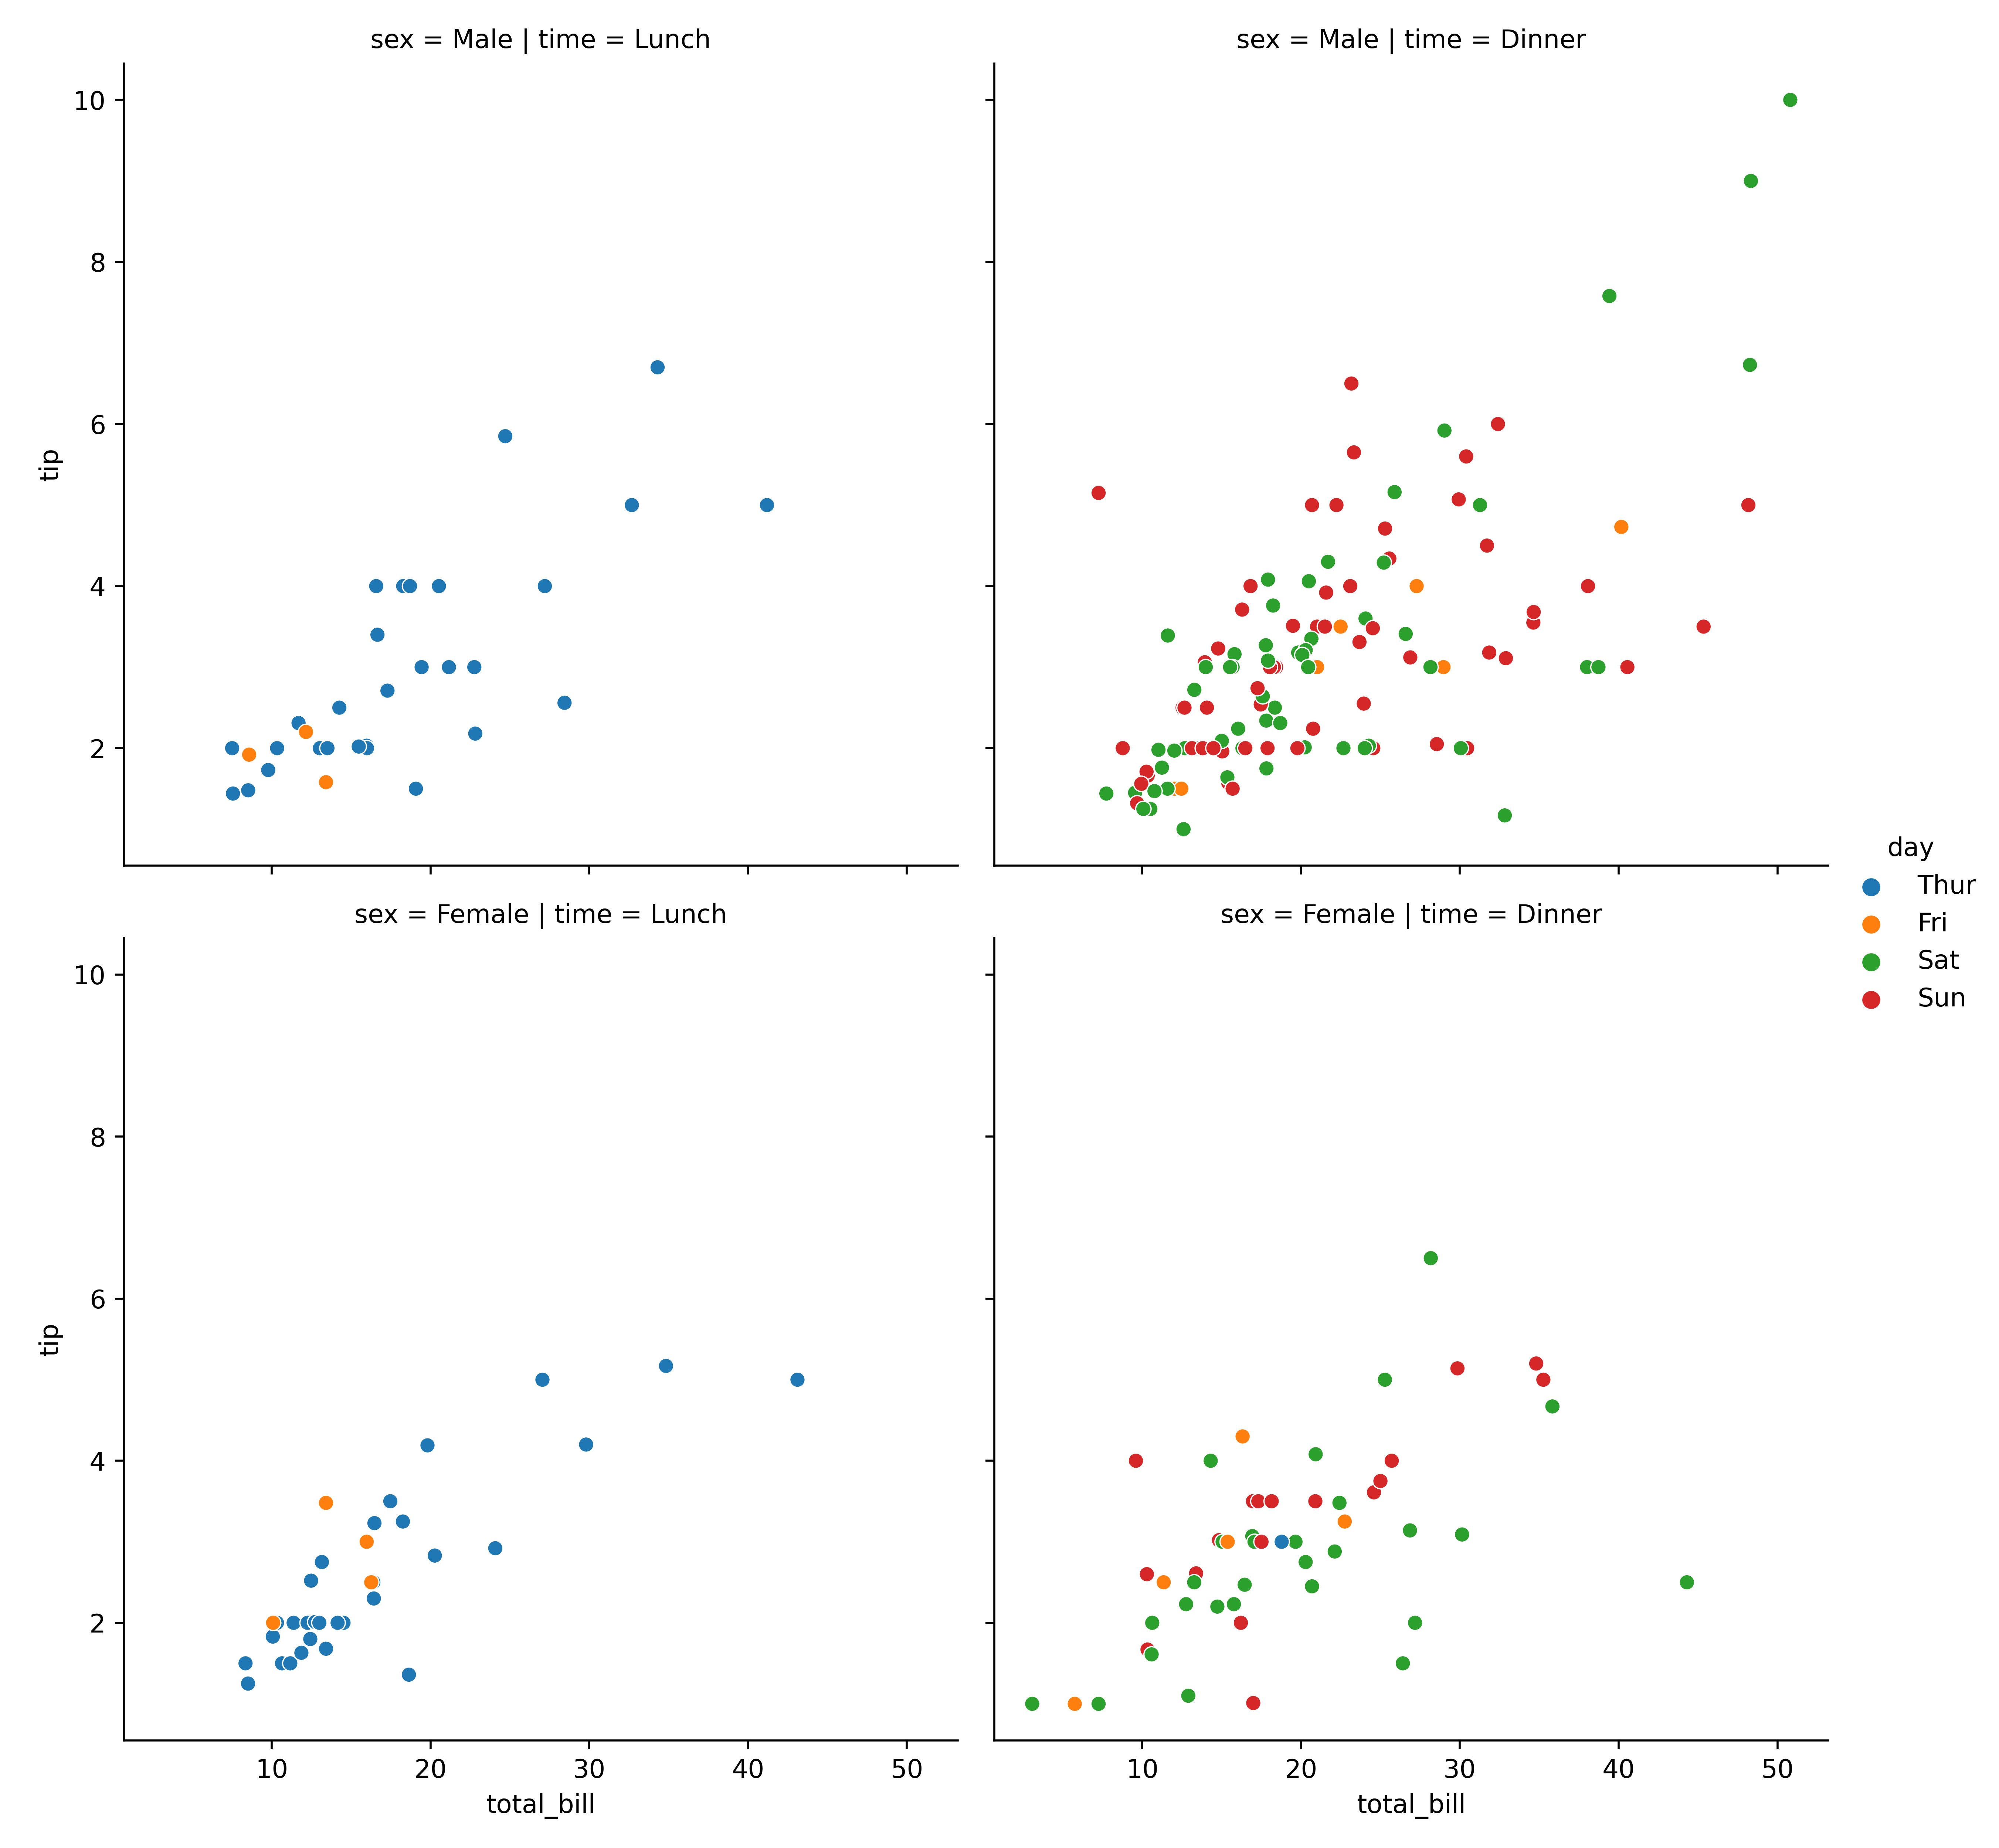 sex = Male | time = Lunch
sex = Male | time = Dinner
10
8
6
4
2
tip
day
Thur
Fri
Sat
Sun
sex = Female | time = Lunch
sex = Female | time = Dinner
10
8
6
4
2
tip
10 20 30 40 50
10 20 30 40 50
total_bill
total_bill